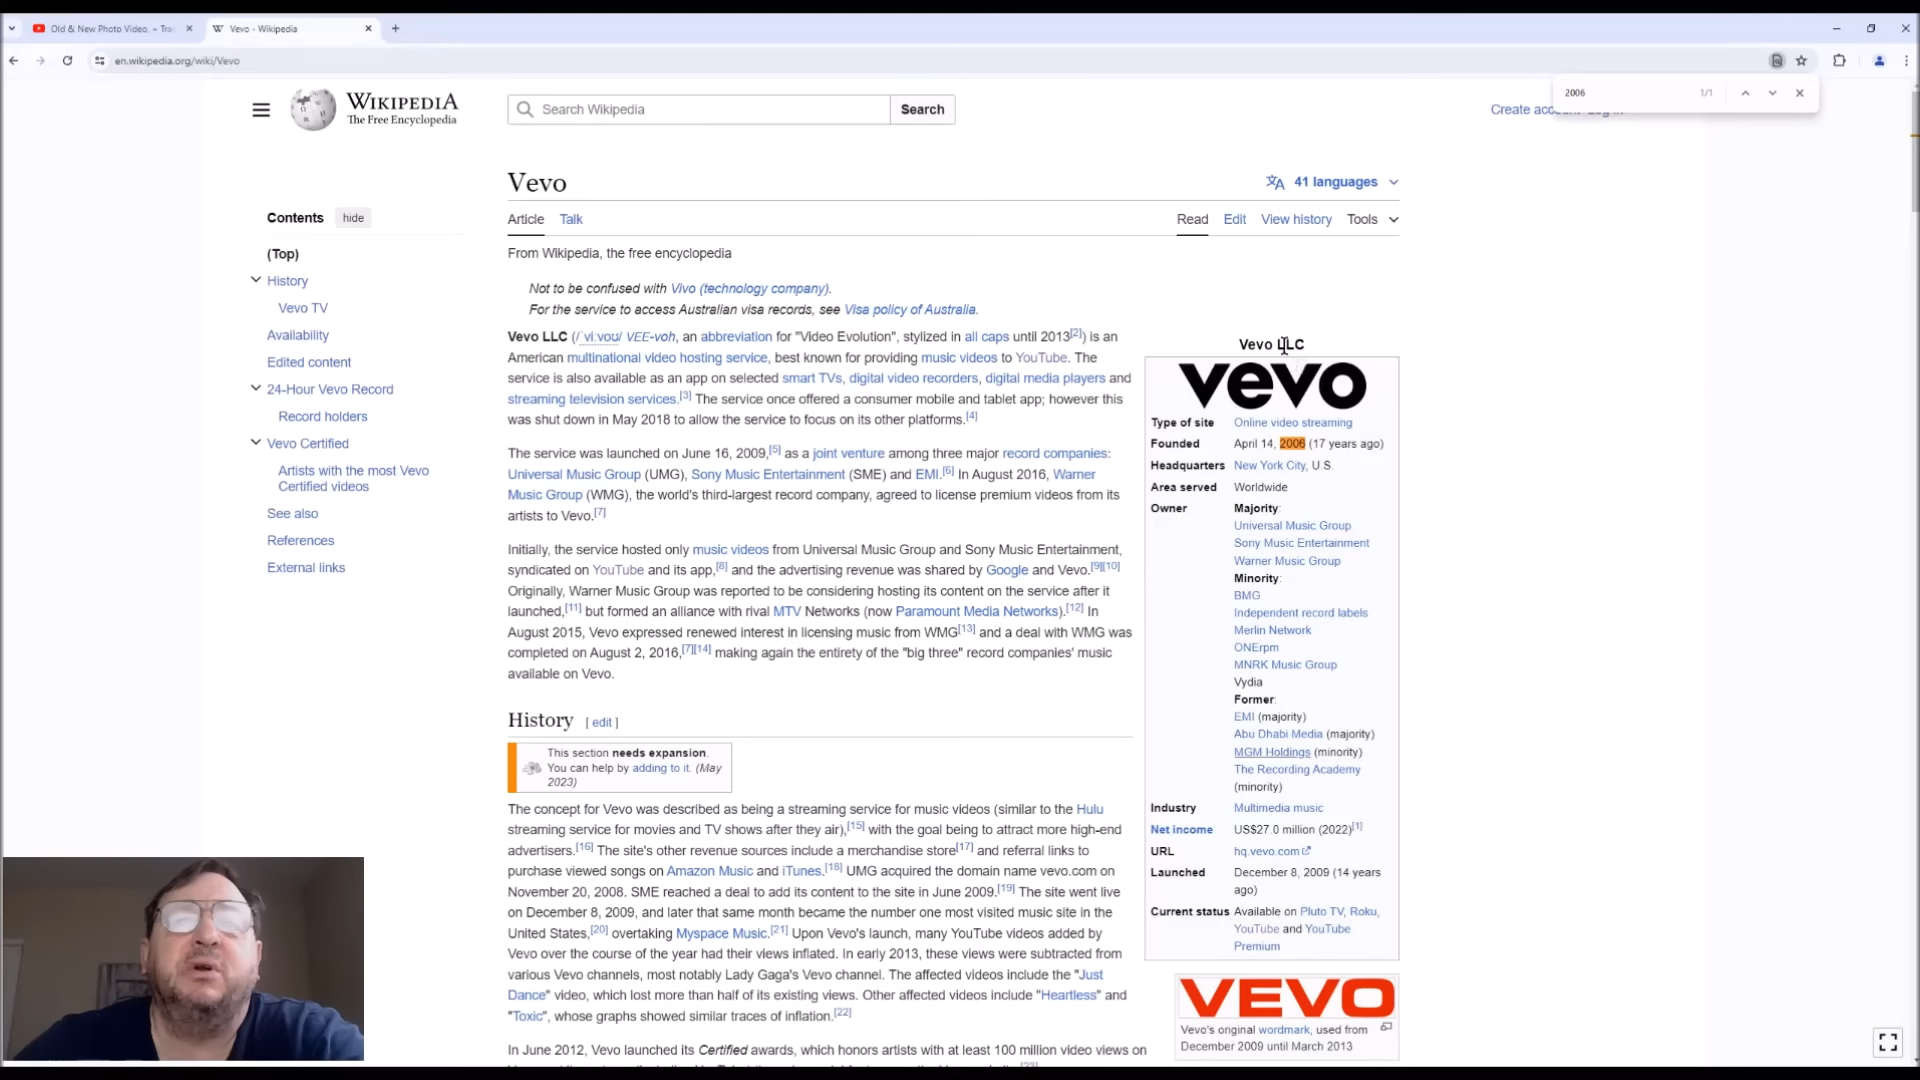 Old & New Photo Video, = Tra
Vevo - Wikipedia
en.wikipedia.org/wiki/Vevo
2006 1/1
WIKIPEDIA
The Free Encyclopedia
Search Wikipedia
Search
Create acc
Vevo
41 languages
Contents hide
Article Talk
Read Edit View history Tools
(Top)
History
Vevo TV
Availability
Edited content
24-Hour Vevo Record
Record holders
Vevo Certified
Artists with the most Vevo
Certified videos
See also
References
External links
From Wikipedia, the free encyclopedia
Not to be confused with Vivo (technology company).
For the service to access Australian visa records, see Visa policy of Australia.
Vevo LLC (/ˈviːvoʊ/ VEE-voh, an abbreviation for "Video Evolution", stylized in all caps until 2013[2]) is an
American multinational video hosting service, best known for providing music videos to YouTube. The
service is also available as an app on selected smart TVs, digital video recorders, digital media players and
streaming television services.[3] The service once offered a consumer mobile and tablet app; however this
was shut down in May 2018 to allow the service to focus on its other platforms.[4]
The service was launched on June 16, 2009,[5] as a joint venture among three major record companies:
Universal Music Group (UMG), Sony Music Entertainment (SME) and EMI.[6] In August 2016, Warner
Music Group (WMG), the world's third-largest record company, agreed to license premium videos from its
artists to Vevo.[7]
Initially, the service hosted only music videos from Universal Music Group and Sony Music Entertainment,
syndicated on YouTube and its app,[8] and the advertising revenue was shared by Google and Vevo.[9][10]
Originally, Warner Music Group was reported to be considering hosting its content on the service after it
launched,[11] but formed an alliance with rival MTV Networks (now Paramount Media Networks).[12] In
August 2015, Vevo expressed renewed interest in licensing music from WMG[13] and a deal with WMG was
completed on August 2, 2016,[7][14] making again the entirety of the "big three" record companies' music
available on Vevo.
History [ edit ]
This section needs expansion.
You can help by adding to it. (May
2023)
The concept for Vevo was described as being a streaming service for music videos (similar to the Hulu
streaming service for movies and TV shows after they air),[15] with the goal being to attract more high-end
advertisers.[16] The site's other revenue sources include a merchandise store[17] and referral links to
purchase viewed songs on Amazon Music and iTunes.[18] UMG acquired the domain name vevo.com on
November 20, 2008. SME reached a deal to add its content to the site in June 2009.[19] The site went live
on December 8, 2009, and later that same month became the number one most visited music site in the
United States,[20] overtaking Myspace Music.[21] Upon Vevo's launch, many YouTube videos added by
Vevo over the course of the year had their views inflated. In early 2013, these views were subtracted from
various Vevo channels, most notably Lady Gaga's Vevo channel. The affected videos include the "Just
Dance" video, which lost more than half of its existing views. Other affected videos include "Heartless" and
"Toxic", whose graphs showed similar traces of inflation.[22]
In June 2012, Vevo launched its Certified awards, which honors artists with at least 100 million video views on
Vevo LLC
vevo
Type of site Online video streaming
Founded April 14, 2006 (17 years ago)
Headquarters New York City, U.S.
Area served Worldwide
Owner Majority:
Universal Music Group
Sony Music Entertainment
Warner Music Group
Minority:
BMG
Independent record labels
Merlin Network
ONErpm
MNRK Music Group
Vydia
Former:
EMI (majority)
Abu Dhabi Media (majority)
MGM Holdings (minority)
The Recording Academy
(minority)
Industry Multimedia music
Net income US$27.0 million (2022)[1]
URL hq.vevo.com
Launched December 8, 2009 (14 years
ago)
Current status Available on Pluto TV, Roku,
YouTube and YouTube
Premium
VEVO
Vevo's original wordmark, used from
December 2009 until March 2013